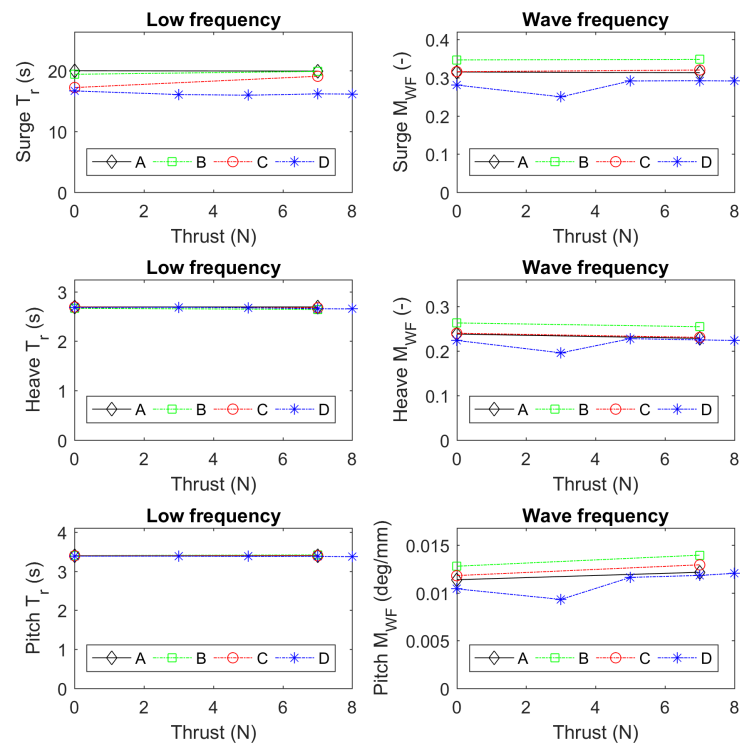 Low frequency
Surge T_r (s)
20
10
0
A B C D
0 2 4 6 8
Thrust (N)
Wave frequency
Surge M_WF (-)
0.4
0.3
0.2
0.1
0
A B C D
0 2 4 6 8
Thrust (N)
Low frequency
Heave T_r (s)
3
2
1
0
A B C D
0 2 4 6 8
Thrust (N)
Wave frequency
Heave M_WF (-)
0.3
0.2
0.1
0
A B C D
0 2 4 6 8
Thrust (N)
Low frequency
Pitch T_r (s)
4
3
2
1
0
A B C D
0 2 4 6 8
Thrust (N)
Wave frequency
Pitch M_WF (deg/mm)
0.015
0.01
0.005
0
A B C D
0 2 4 6 8
Thrust (N)